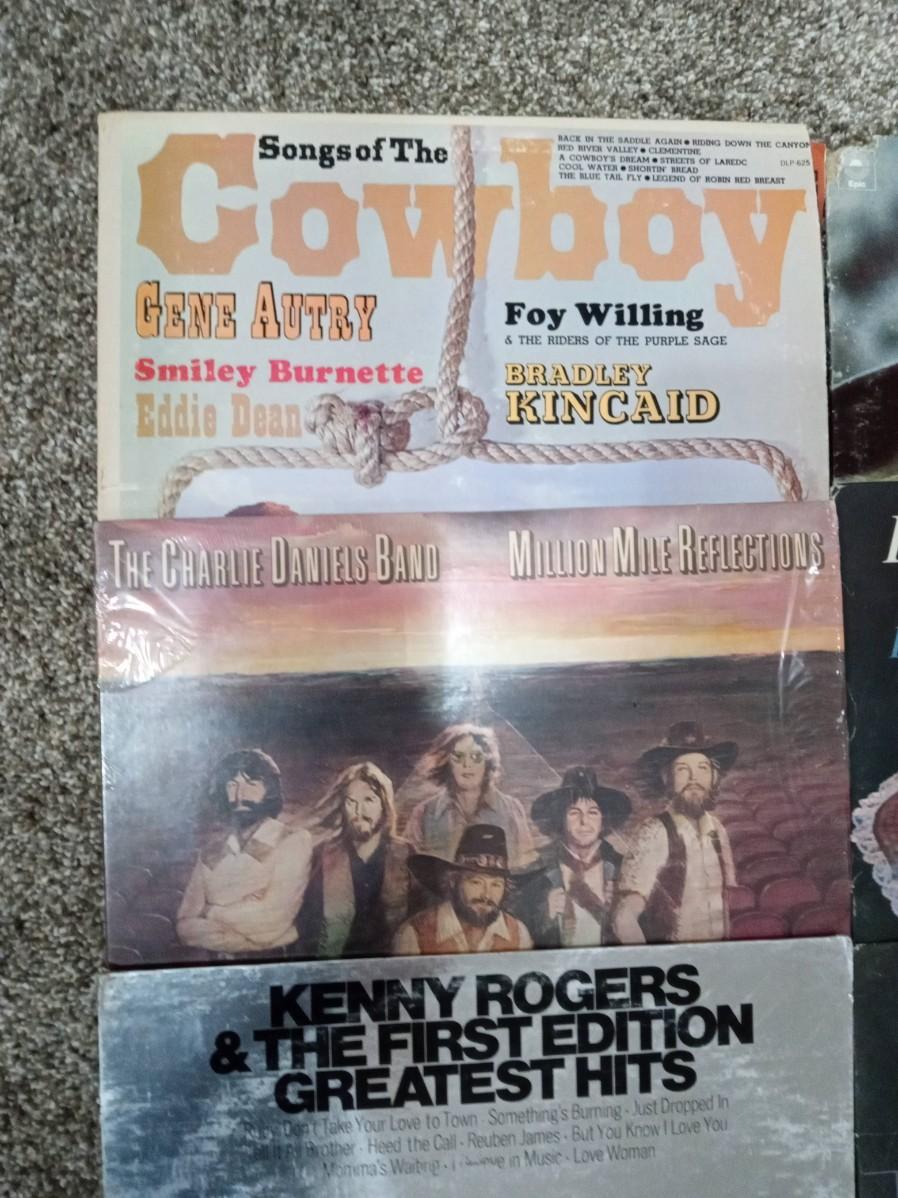 Songs of The
Cowboy
BACK IN THE SADDLE AGAIN ● RIDING DOWN THE CANYON
RED RIVER VALLEY ● CLEMENTINE
A COWBOY'S DREAM ● STREETS OF LAREDO
COOL WATER ● SHORTIN' BREAD
THE BLUE TAIL FLY ● LEGEND OF ROBIN RED BREAST
DLP-625
GENE AUTRY
Smiley Burnette
Eddie Dean
Foy Willing
& THE RIDERS OF THE PURPLE SAGE
BRADLEY
KINCAID
Epic
THE CHARLIE DANIELS BAND
MILLION MILE REFLECTIONS
KENNY ROGERS
& THE FIRST EDITION
GREATEST HITS
Don't Take Your Love to Town · Something's Burning · Just Dropped In
Brother · Heed the Call · Reuben James · But You Know I Love You
Momma's Waiting · in Music · Love Woman